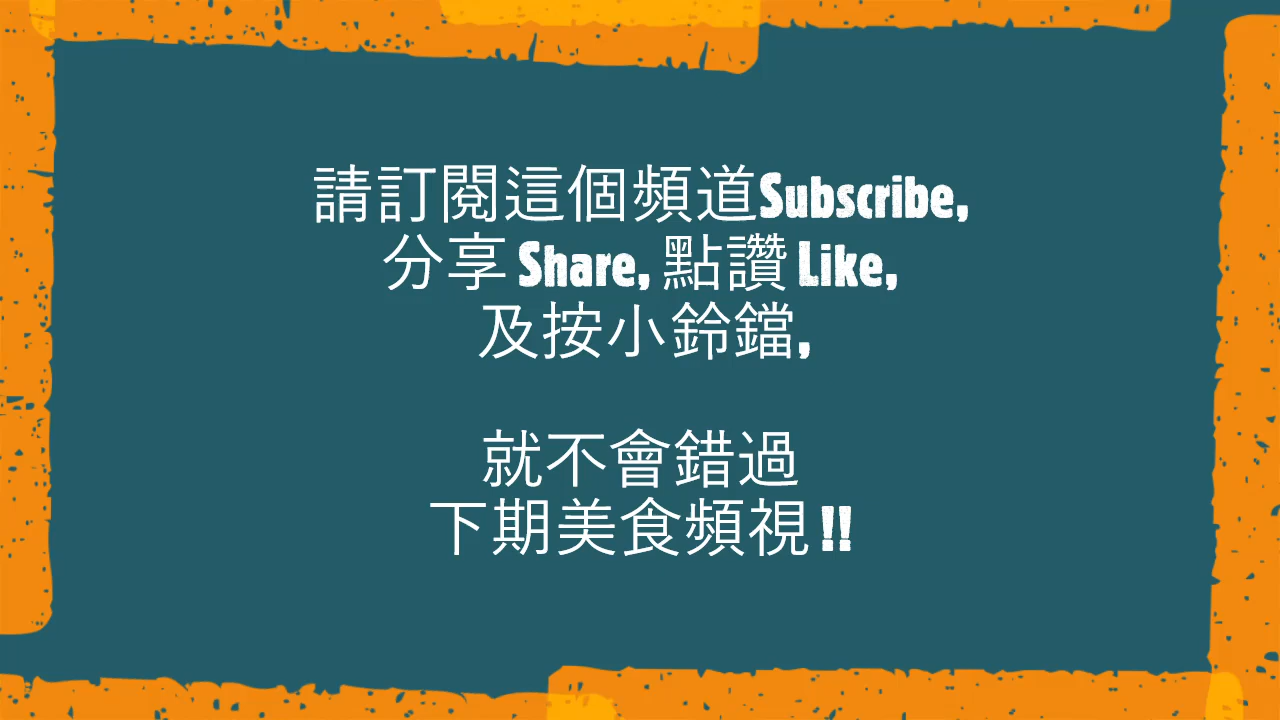 請訂閱這個頻道Subscribe,
分享 Share, 點讚 Like,
及按小鈴鐺,
就不會錯過
下期美食頻視 !!